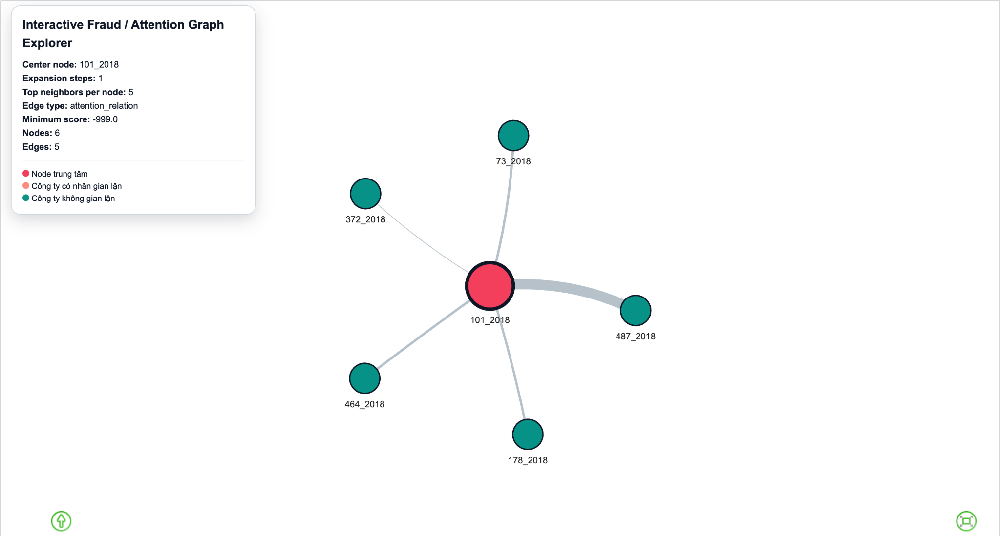 Interactive Fraud / Attention Graph
Explorer
Center node: 101_2018
Expansion steps: 1
Top neighbors per node: 5
Edge type: attention_relation
Minimum score: -999.0
Nodes: 6
Edges: 5
Node trung tâm
Công ty có nhãn gian lận
Công ty không gian lận
73_2018
372_2018
101_2018
487_2018
464_2018
178_2018